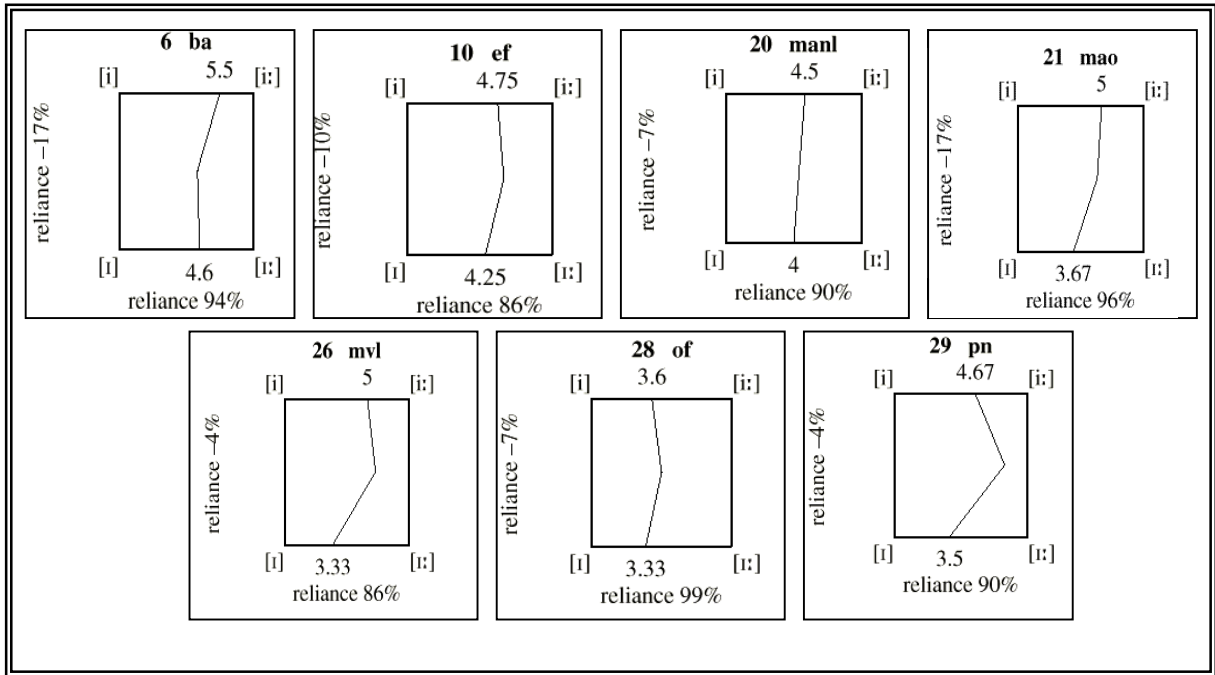 6 ba
[i] 5.5 [iː]
reliance –17%
[ɪ] 4.6 [ɪː]
reliance 94%
10 ef
[i] 4.75 [iː]
reliance –10%
[ɪ] 4.25 [ɪː]
reliance 86%
20 manl
[i] 4.5 [iː]
reliance –7%
[ɪ] 4 [ɪː]
reliance 90%
21 mao
[i] 5 [iː]
reliance –17%
[ɪ] 3.67 [ɪː]
reliance 96%
26 mvl
[i] 5 [iː]
reliance –4%
[ɪ] 3.33 [ɪː]
reliance 86%
28 of
[i] 3.6 [iː]
reliance –7%
[ɪ] 3.33 [ɪː]
reliance 99%
29 pn
[i] 4.67 [iː]
reliance –4%
[ɪ] 3.5 [ɪː]
reliance 90%